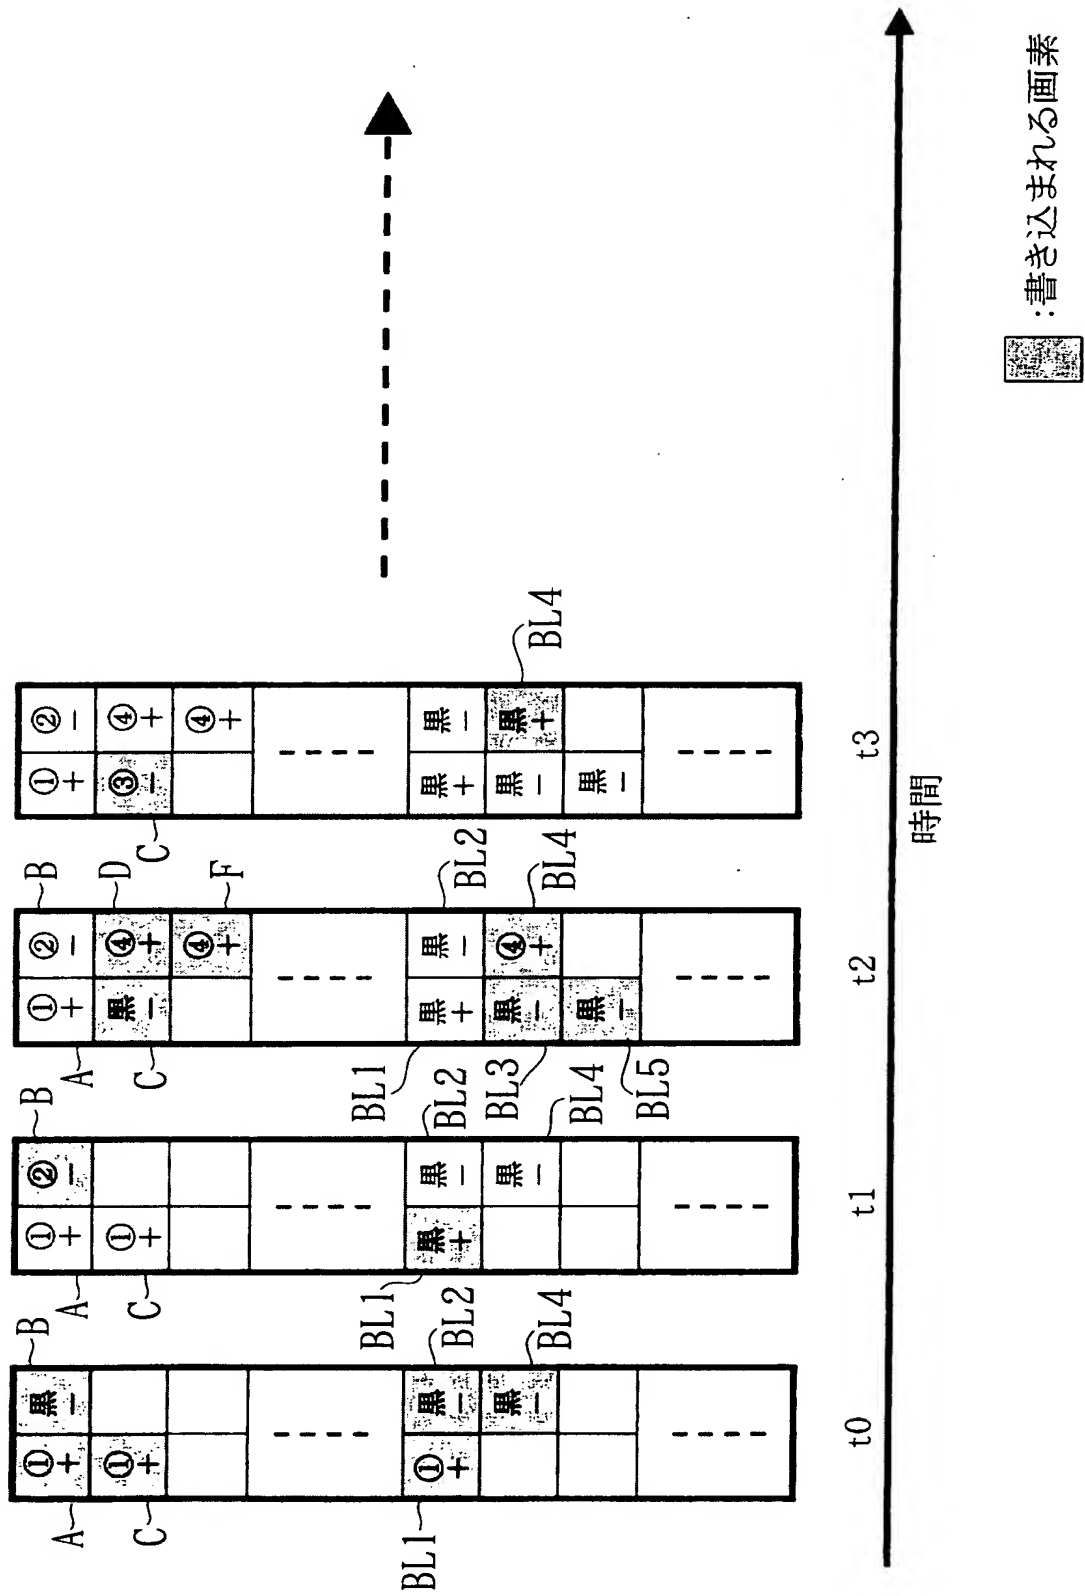 A
B
① 黒
+ −
C
①
+
BL1
BL2
① 黒
+ −
BL4
黒
−
t0
A
B
① ②
+ −
C
①
+
BL1
BL2
黒 黒
+ −
BL4
黒
−
t1
A
B
① ②
+ −
C
D
黒 ④
− +
F
④
+
BL1
BL2
黒 黒
+ −
BL3
BL4
黒 ④
− +
BL5
黒
−
t2
① ②
+ −
C
③ ④
− +
④
+
黒 黒
+ −
BL4
黒 黒
− +
黒
−
t3
時間
:書き込まれる画素